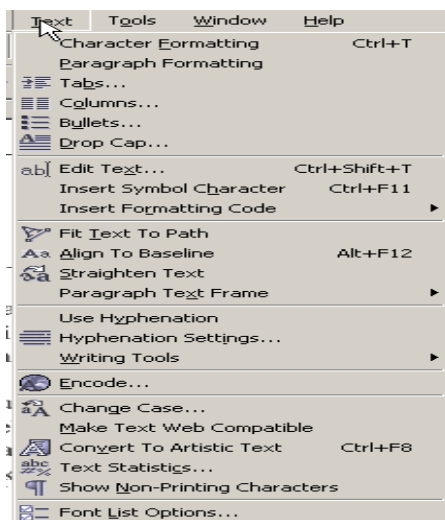 Text Tools Window Help
Character Formatting Ctrl+T
Paragraph Formatting
Tabs...
Columns...
Bullets...
Drop Cap...
ab Edit Text... Ctrl+Shift+T
Insert Symbol Character Ctrl+F11
Insert Formatting Code
Fit Text To Path
Aa Align To Baseline Alt+F12
Straighten Text
Paragraph Text Frame
Use Hyphenation
Hyphenation Settings...
Writing Tools
Encode...
Change Case...
Make Text Web Compatible
Convert To Artistic Text Ctrl+F8
abc Text Statistics...
Show Non-Printing Characters
Font List Options...